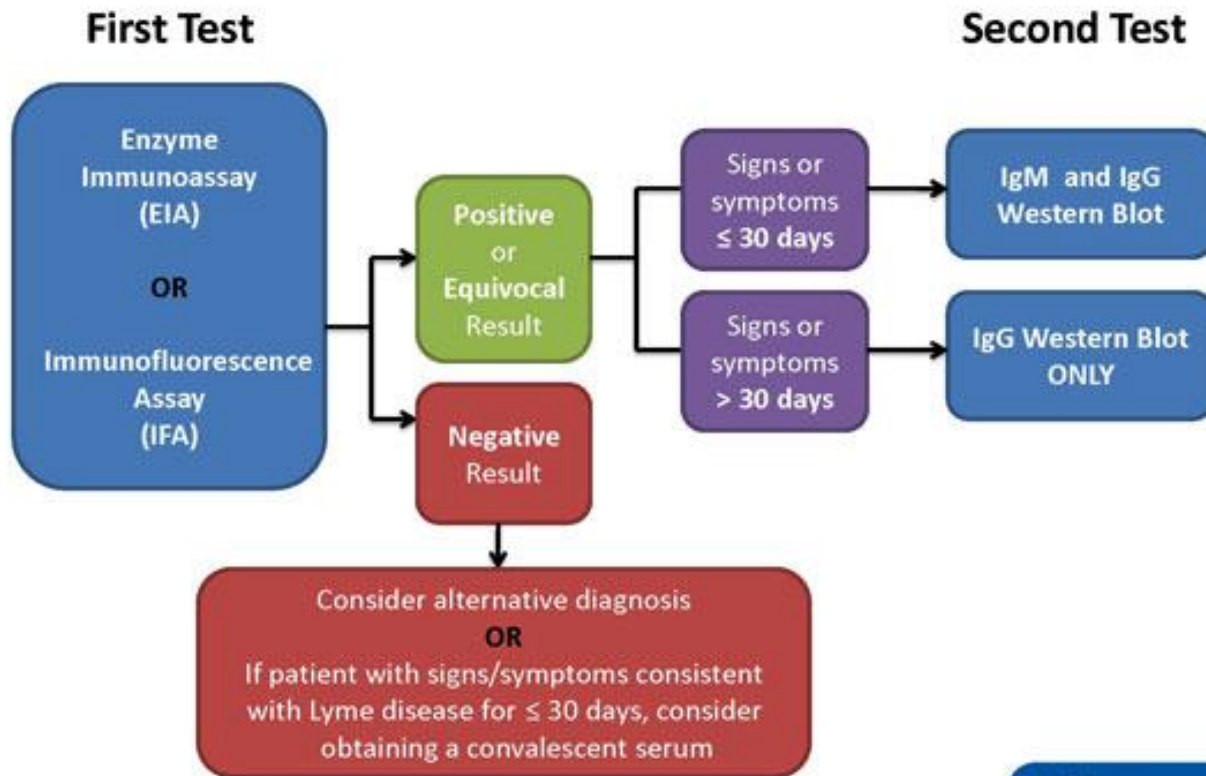 First Test
Second Test
Enzyme
Immunoassay
(EIA)
OR
Immunofluorescence
Assay
(IFA)
Positive
or
Equivocal
Result
Negative
Result
Signs or
symptoms
≤ 30 days
Signs or
symptoms
> 30 days
IgM and IgG
Western Blot
IgG Western Blot
ONLY
Consider alternative diagnosis
OR
If patient with signs/symptoms consistent
with Lyme disease for ≤ 30 days, consider
obtaining a convalescent serum